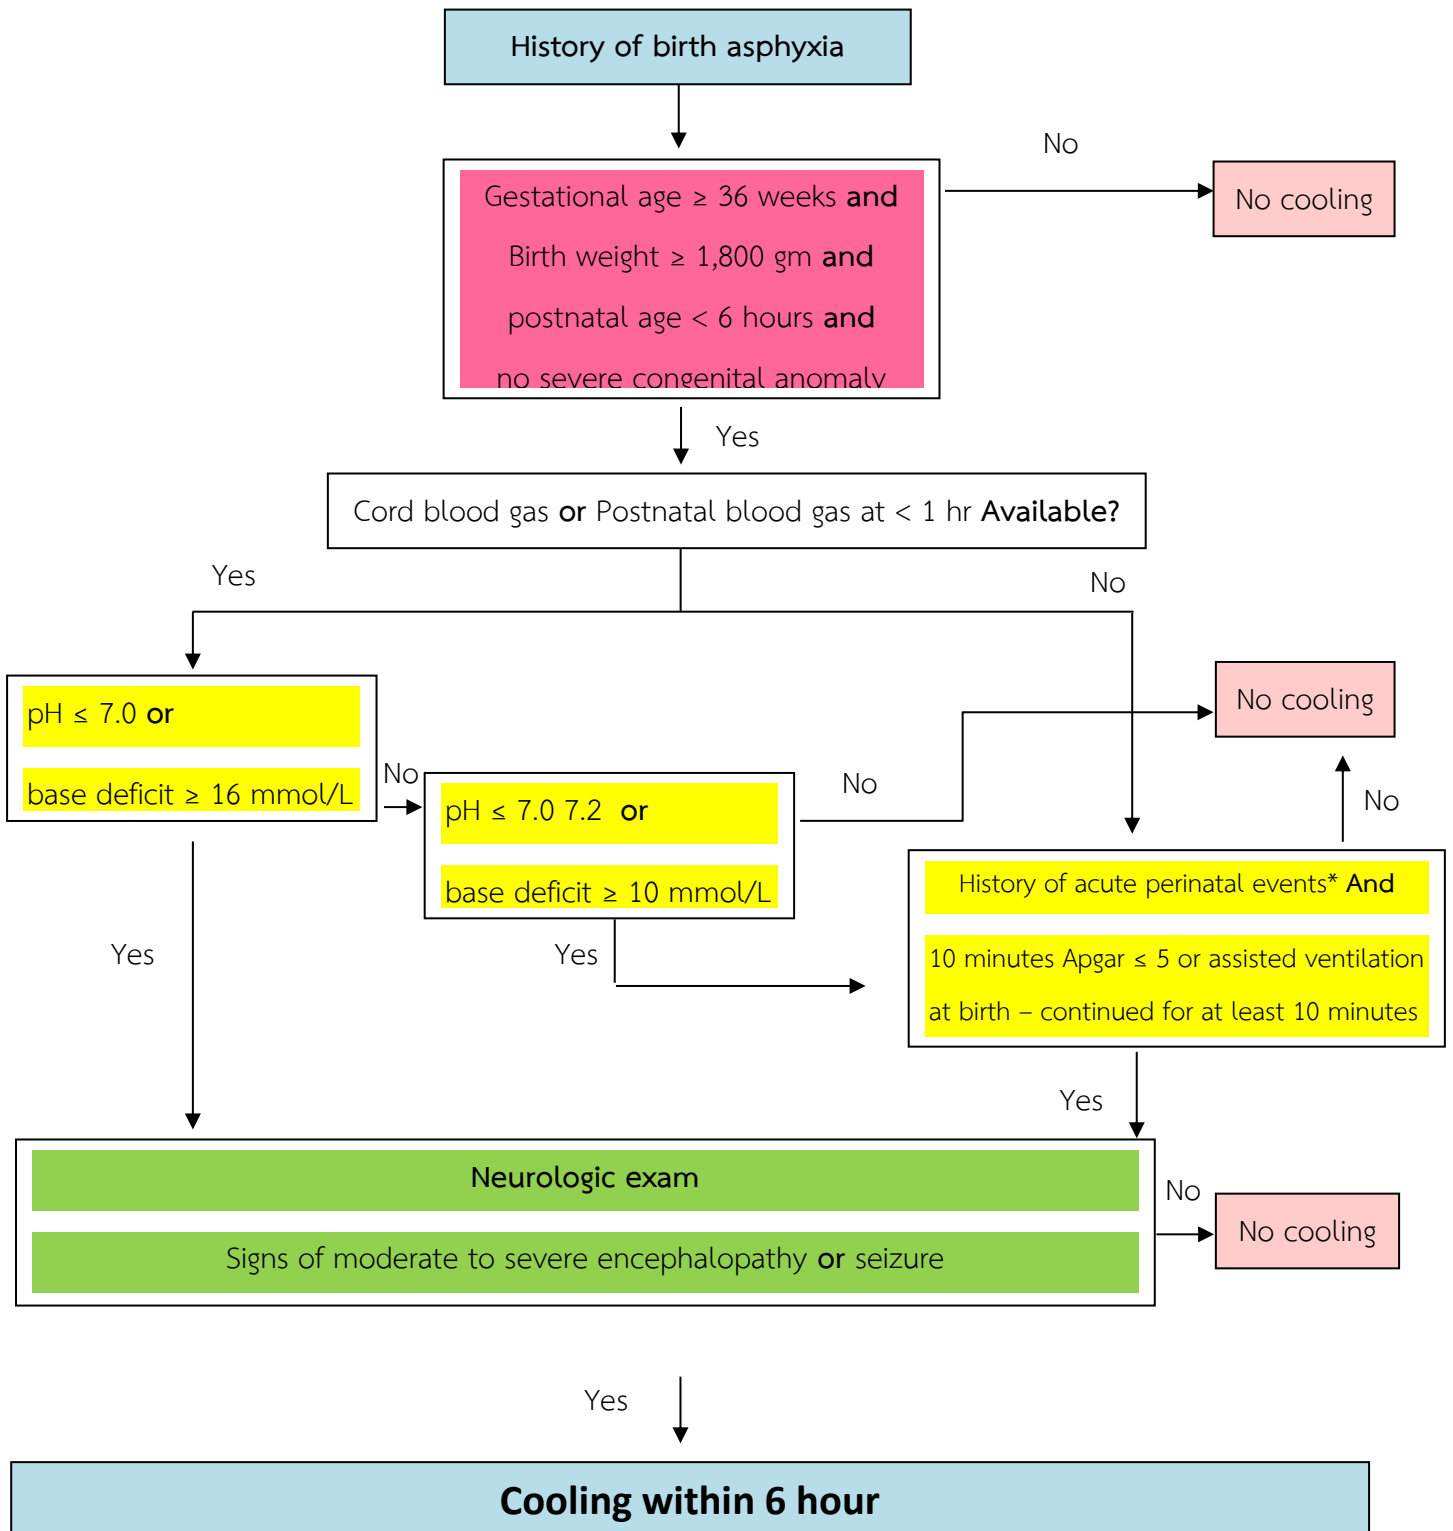 History of birth asphyxia
No
Gestational age ≥ 36 weeks and
Birth weight ≥ 1,800 gm and
postnatal age < 6 hours and
no severe congenital anomaly
No cooling
Yes
Cord blood gas or Postnatal blood gas at < 1 hr Available?
Yes
No
pH ≤ 7.0 or
base deficit ≥ 16 mmol/L
No
pH ≤ 7.0 7.2 or
base deficit ≥ 10 mmol/L
No
No cooling
No
History of acute perinatal events* And
10 minutes Apgar ≤ 5 or assisted ventilation
at birth – continued for at least 10 minutes
Yes
Yes
Yes
Neurologic exam
Signs of moderate to severe encephalopathy or seizure
No
No cooling
Yes
Cooling within 6 hour